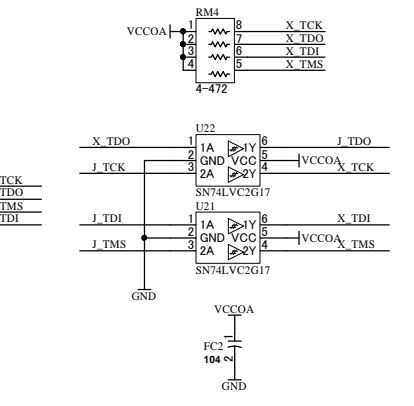 RM4
VCCOA 1 8 X_TCK
2 7 X_TDO
3 6 X_TDI
4 5 X_TMS
4-472
U22
X_TDO 1 1A 1Y 6 J_TDO
2 GND VCC 5 VCCOA
J_TCK 3 2A 2Y 4 X_TCK
SN74LVC2G17
TCK
TDO
TMS
TDI
U21
J_TDI 1 1A 1Y 6 X_TDI
2 GND VCC 5 VCCOA
J_TMS 3 2A 2Y 4 X_TMS
SN74LVC2G17
GND
VCCOA
1
FC2
104 2
GND